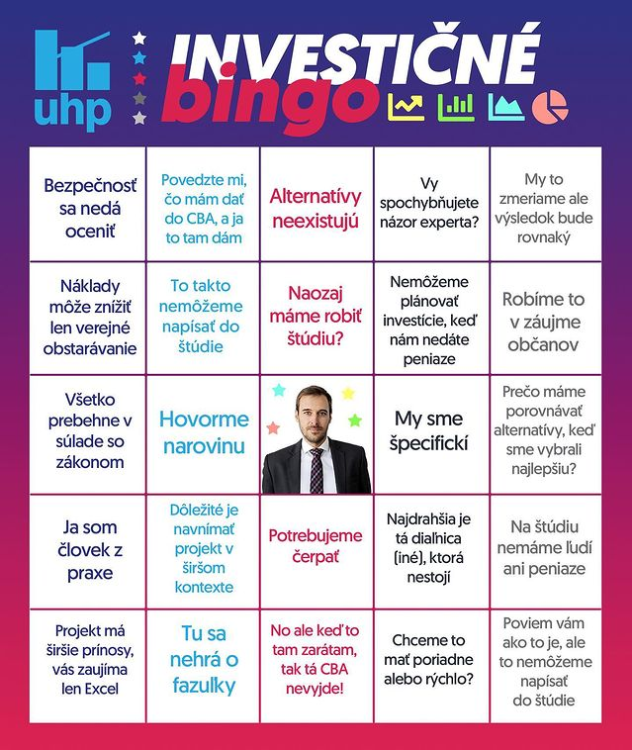 uhp
INVESTIČNÉ
bingo
Bezpečnosť
sa nedá
oceniť
Povedzte mi,
čo mám dať
do CBA, a ja
to tam dám
Alternatívy
neexistujú
Vy
spochybňujete
názor experta?
My to
zmeriame ale
výsledok bude
rovnaký
Náklady
môže znížiť
len verejné
obstarávanie
To takto
nemôžeme
napísať do
štúdie
Naozaj
máme robiť
štúdiu?
Nemôžeme
plánovať
investície, keď
nám nedáte
peniaze
Robíme to
v záujme
občanov
Všetko
prebehne v
súlade so
zákonom
Hovorme
narovinu
My sme
špecifickí
Prečo máme
porovnávať
alternatívy, keď
sme vybrali
najlepšiu?
Ja som
človek z
praxe
Dôležité je
navnímať
projekt v
širšom
kontexte
Potrebujeme
čerpať
Najdrahšia je
tá diaľnica
(iné), ktorá
nestojí
Na štúdiu
nemáme ľudí
ani peniaze
Projekt má
širšie prínosy,
vás zaujíma
len Excel
Tu sa
nehrá o
fazuľky
No ale keď to
tam zarátam,
tak tá CBA
nevyjde!
Chceme to
mať poriadne
alebo rýchlo?
Poviem vám
ako to je, ale
to nemôžeme
napísať
do štúdie